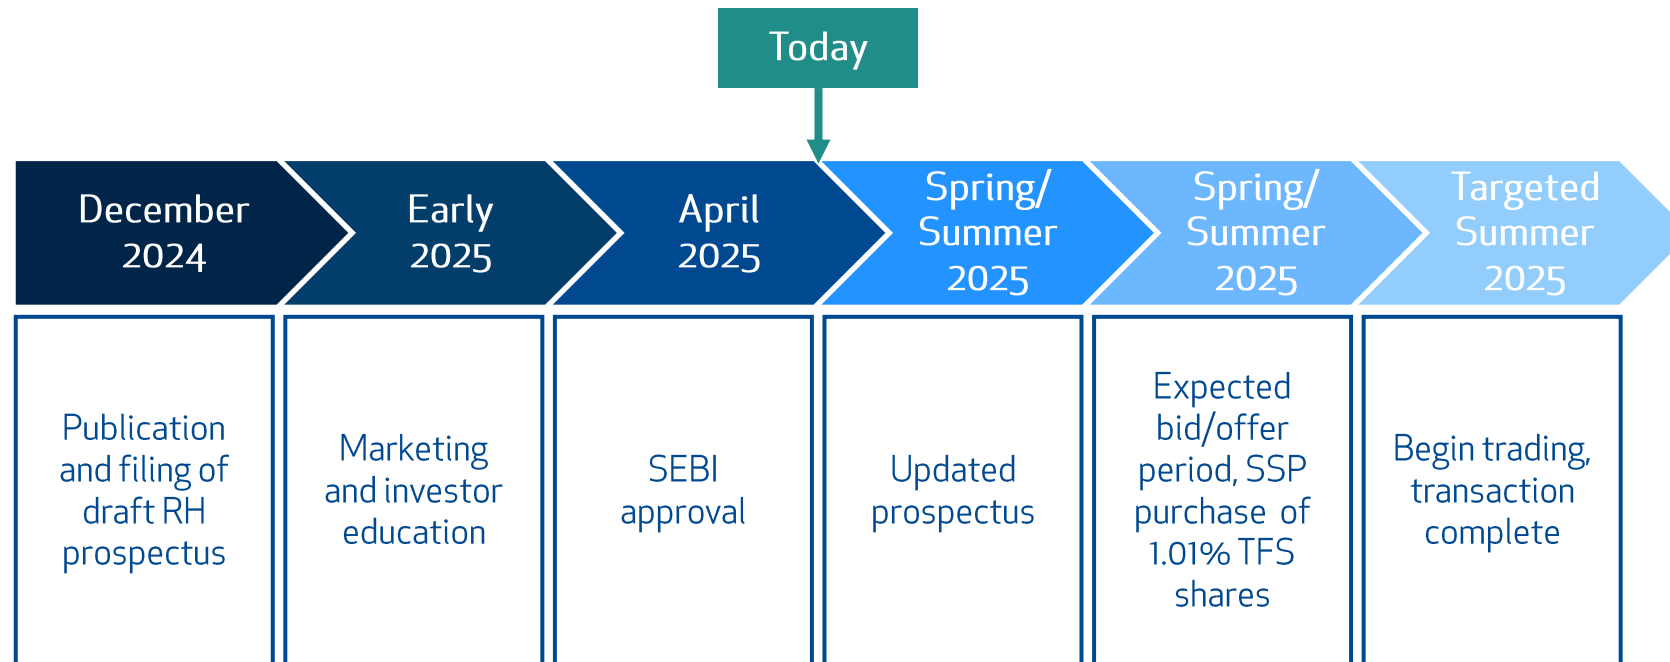 Today
December
2024
Early
2025
April
2025
Spring/
Summer
2025
Spring/
Summer
2025
Targeted
Summer
2025
Publication
and filing of
draft RH
prospectus
Marketing
and investor
education
SEBI
approval
Updated
prospectus
Expected
bid/offer
period, SSP
purchase of
1.01% TFS
shares
Begin trading,
transaction
complete